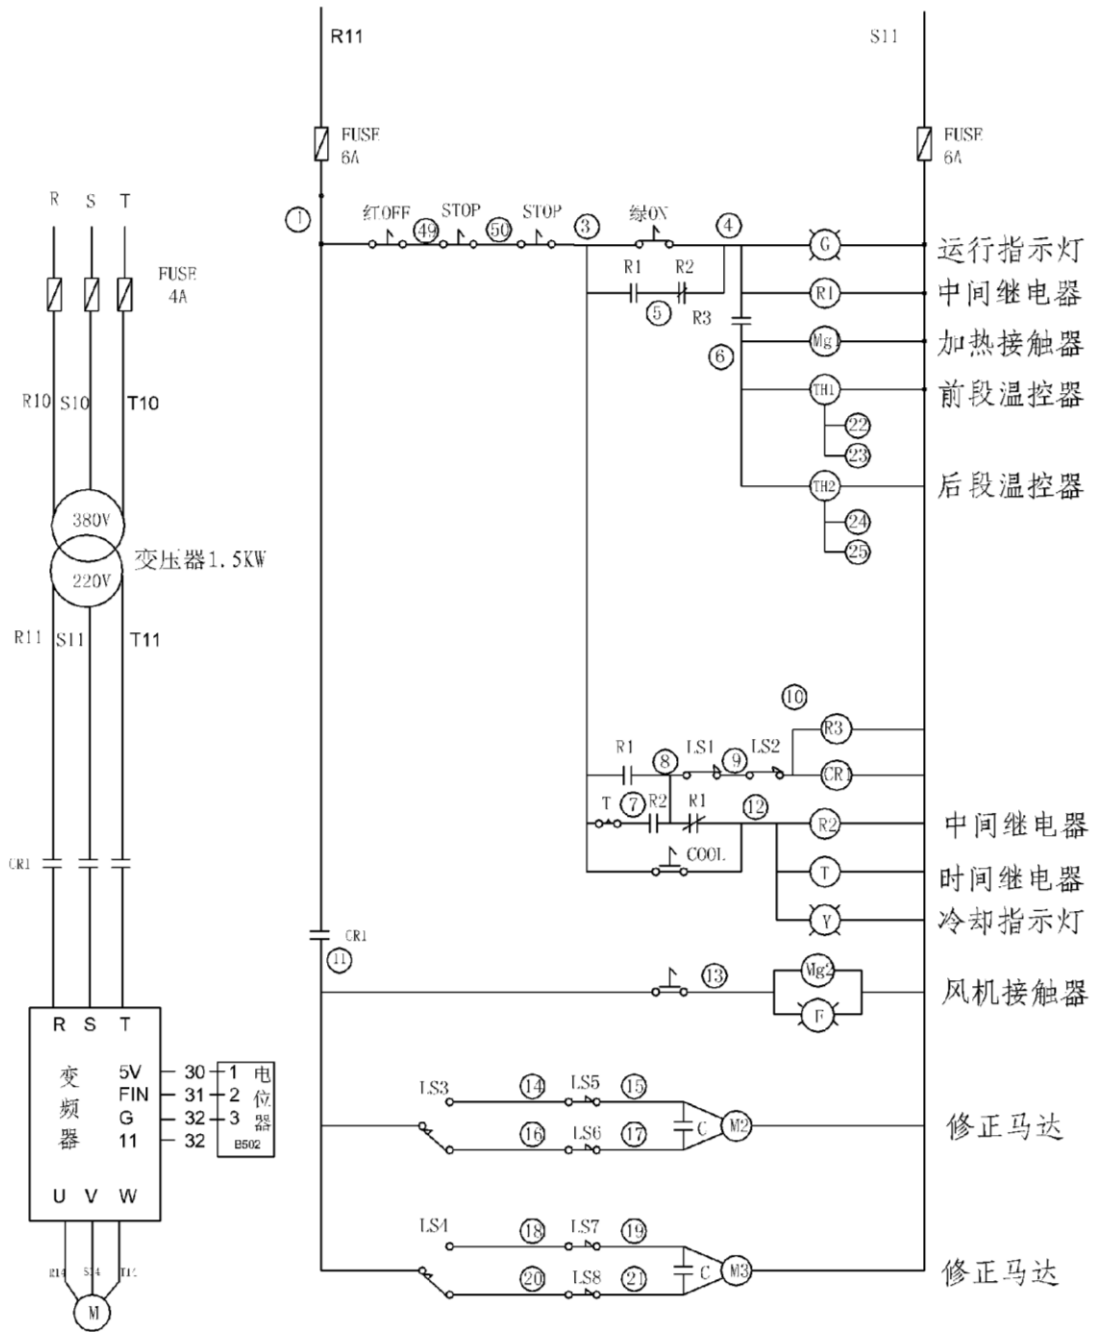 R11
S11
FUSE
6A
FUSE
6A
R S T
FUSE
4A
1
红OFF
49
STOP
50
STOP
3
绿ON
4
G
运行指示灯
R1
R2
5
R3
R1
中间继电器
6
Mg1
加热接触器
TH1
前段温控器
22
23
TH2
后段温控器
24
25
R10 S10 T10
380V
220V
变压器1.5KW
R11 S11 T11
10
R3
R1
8
LS1
9
LS2
CR1
T
7
R2
R1
12
R2
中间继电器
COOL
T
时间继电器
Y
冷却指示灯
CR1
CR1
11
13
Mg2
F
风机接触器
R S T
变频器
5V 30 1
FIN 31 2
G 32 3
11 32
电位器
B502
U V W
R14 S14 T14
M
LS3
14
LS5
15
16
LS6
17
C
M2
修正马达
LS4
18
LS7
19
20
LS8
21
C
M3
修正马达